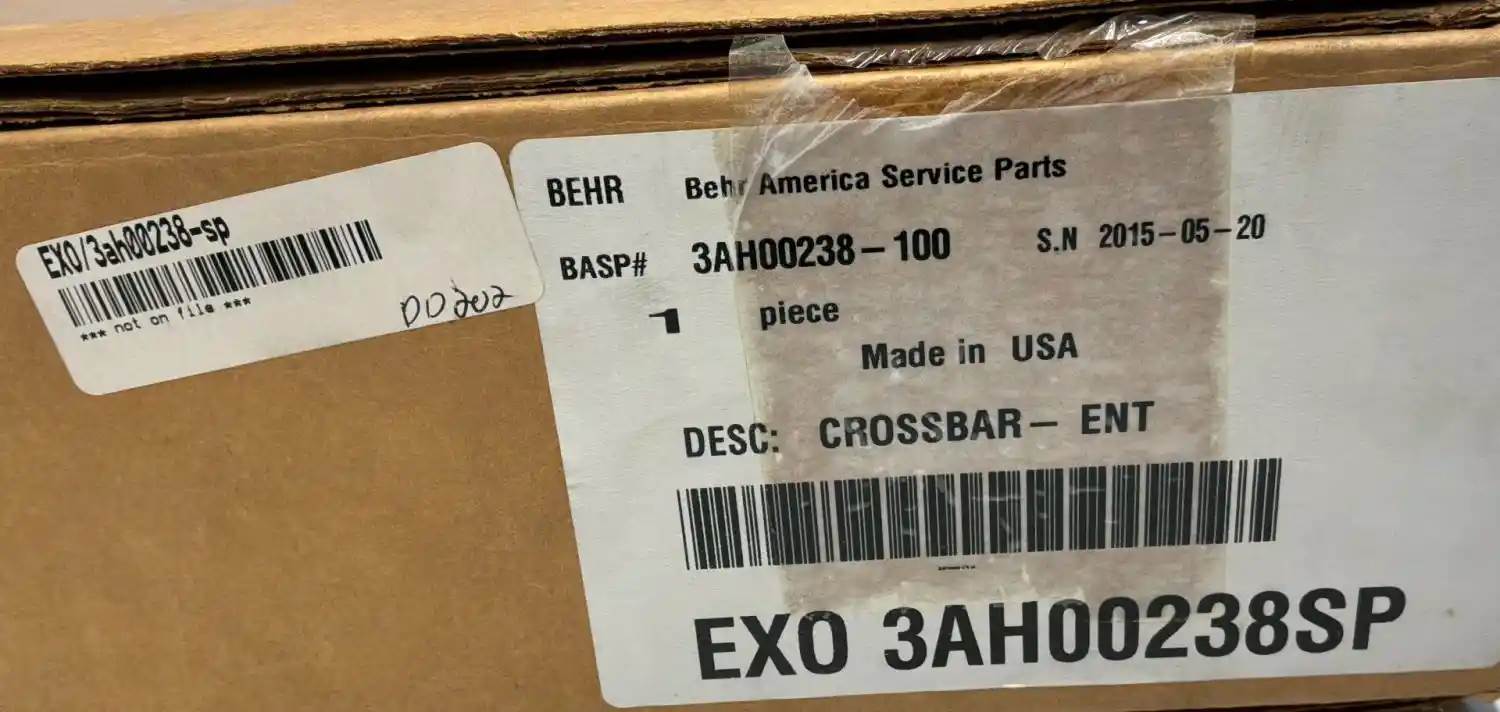 EXO/3ah00238-sp
*** not on file ***
DD202
BEHR Behr America Service Parts
BASP# 3AH00238-100 S.N 2015-05-20
1 piece
Made in USA
DESC: CROSSBAR- ENT
EXO 3AH00238SP